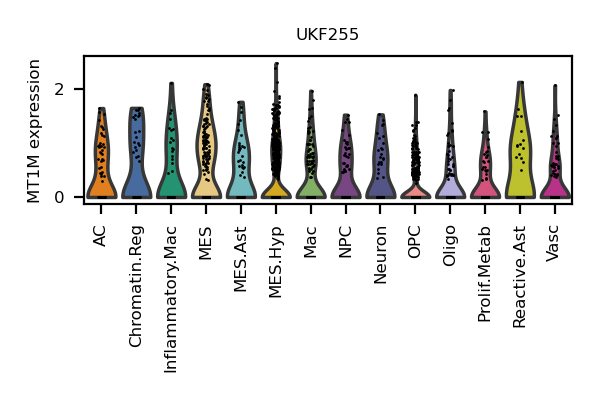 UKF255
MT1M expression
2
0
AC
Chromatin.Reg
Inflammatory.Mac
MES
MES.Ast
MES.Hyp
Mac
NPC
Neuron
OPC
Oligo
Prolif.Metab
Reactive.Ast
Vasc